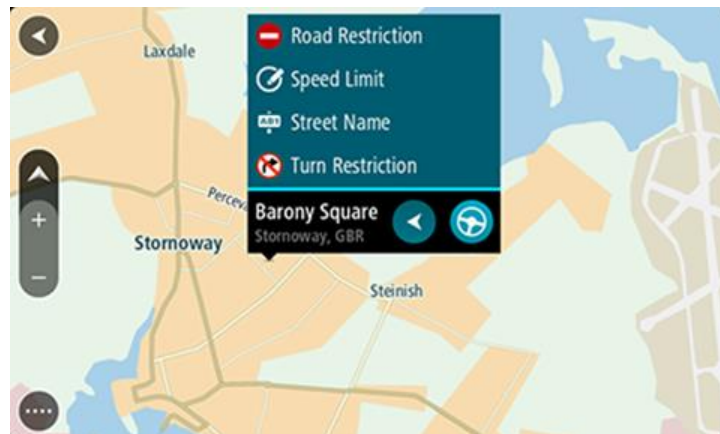 Laxdale
Road Restriction
Speed Limit
Street Name
Turn Restriction
Barony Square
Stornoway, GBR
Stornoway
Steinish